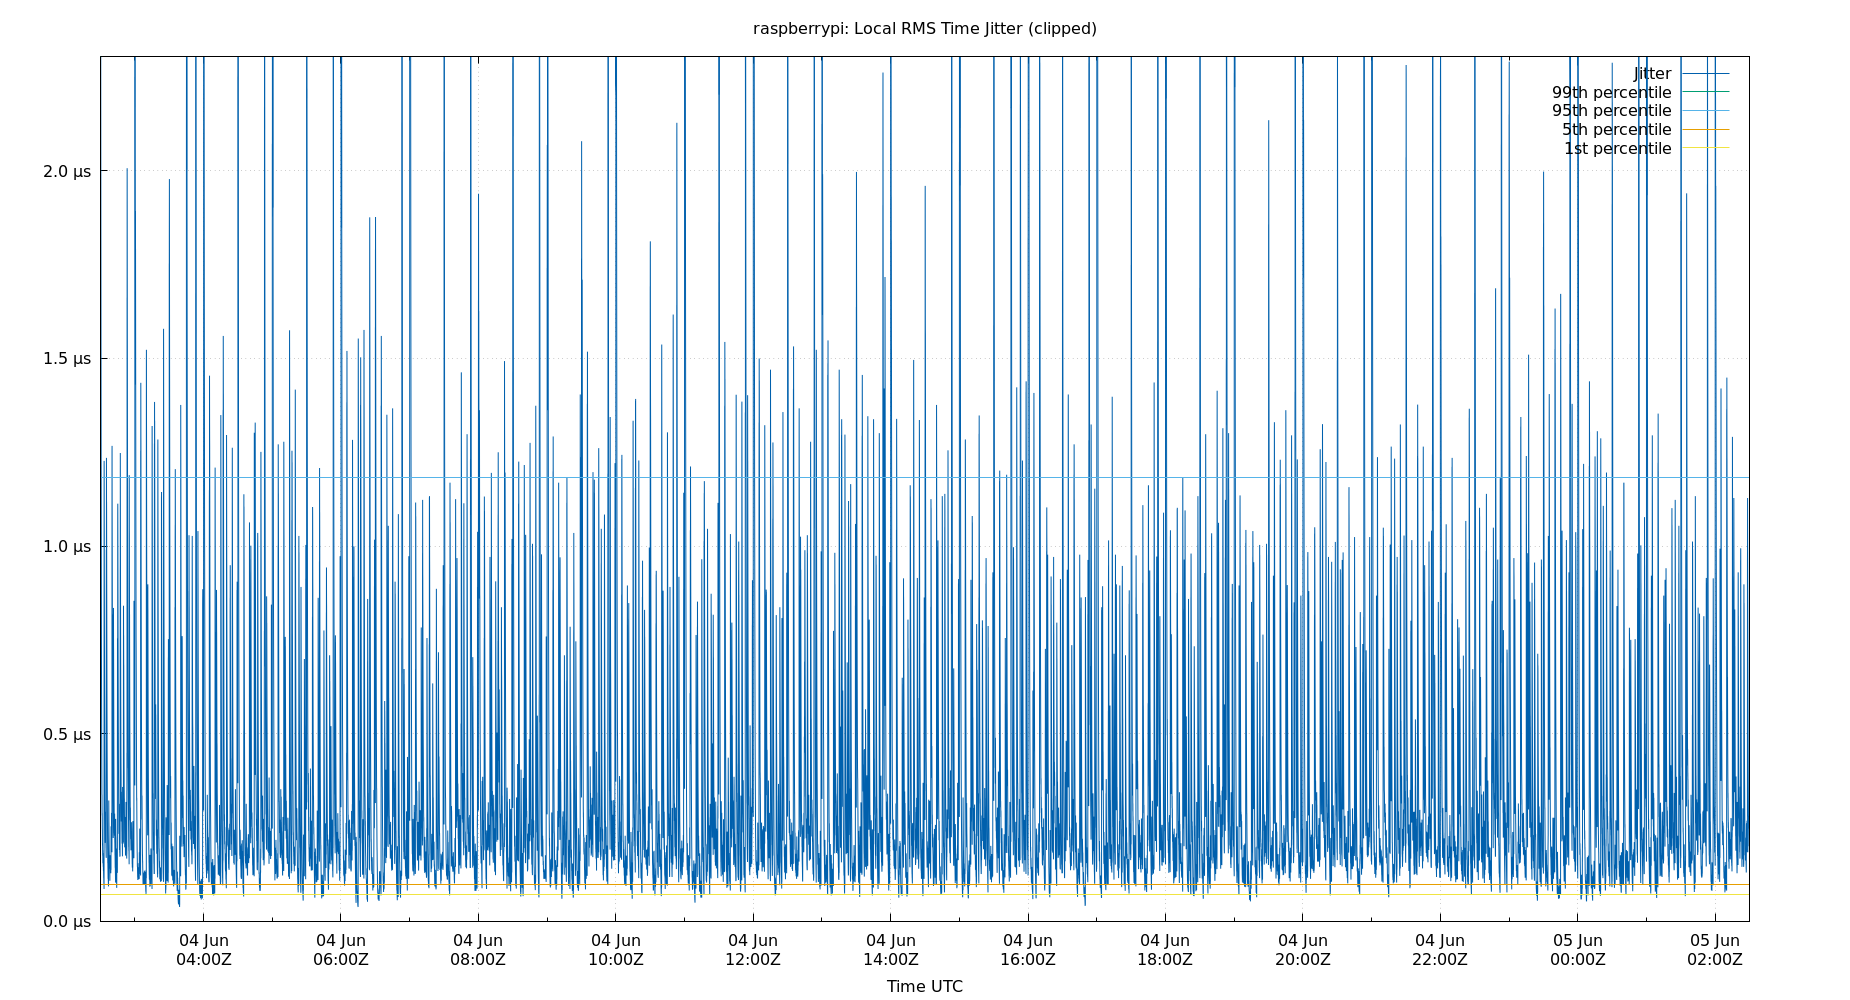 raspberrypi: Local RMS Time Jitter (clipped)
Jitter
99th percentile
95th percentile
5th percentile
1st percentile
2.0 µs
1.5 µs
1.0 µs
0.5 µs
0.0 µs
04 Jun 04 Jun 04 Jun 04 Jun 04 Jun 04 Jun 04 Jun 04 Jun 04 Jun 04 Jun 05 Jun 05 Jun
04:00Z 06:00Z 08:00Z 10:00Z 12:00Z 14:00Z 16:00Z 18:00Z 20:00Z 22:00Z 00:00Z 02:00Z
Time UTC